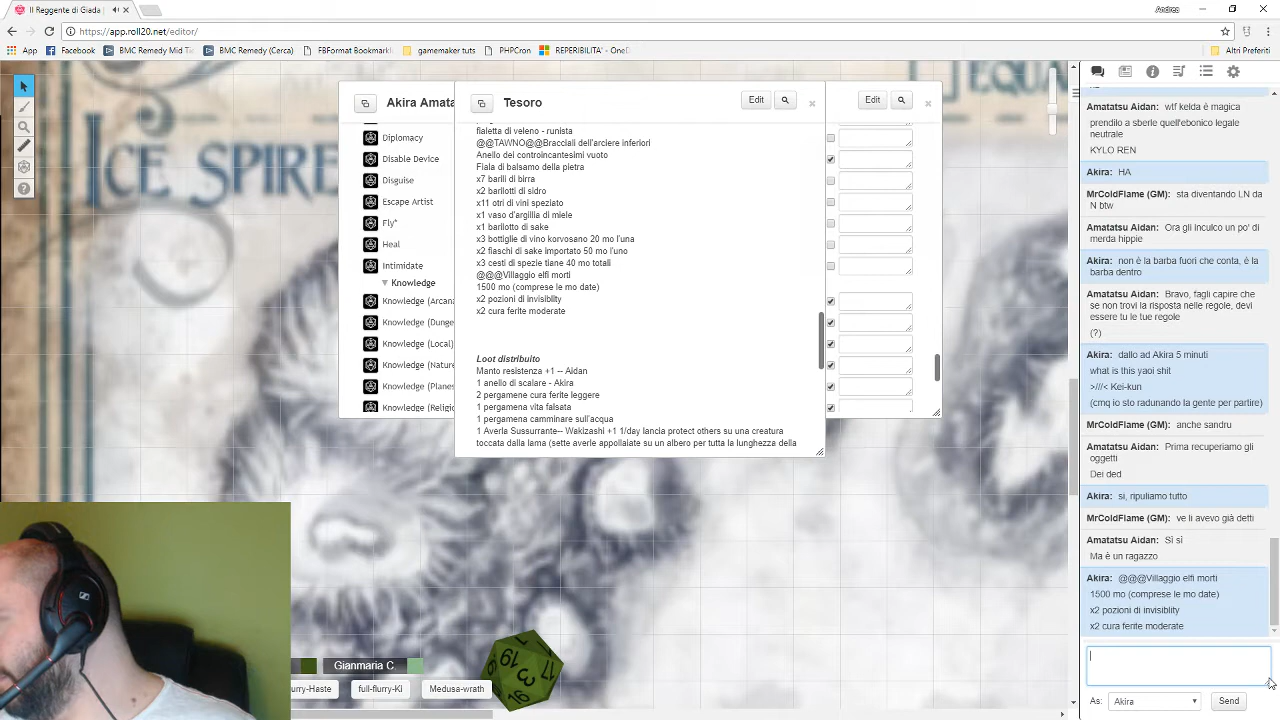 Il Reggente di Giada |
Andrea
https://app.roll20.net/editor/
App
Facebook
BMC Remedy Mid Tie
BMC Remedy (Cerca)
FBFormat Bookmarkl
gamemaker tuts
PHPCron
REPERIBILITA' - OneD
Altri Preferiti
ICE SPIRE
EQUA
Akira Amata
Tesoro
Edit
Edit
Diplomacy
Disable Device
Disguise
Escape Artist
Fly*
Heal
Intimidate
Knowledge
Knowledge (Arcan
Knowledge (Dunge
Knowledge (Local)
Knowledge (Nature
Knowledge (Planes
Knowledge (Religio
fialetta di veleno - runista
@@TAWNO@@Bracciali dell'arciere inferiori
Anello dei controincantesimi vuoto
Fiala di balsamo della pietra
x7 barili di birra
x2 barilotti di sidro
x11 otri di vini speziato
x1 vaso d'argillia di miele
x1 barilotto di sake
x3 bottiglie di vino korvosano 20 mo l'una
x2 fiaschi di sake importato 50 mo l'uno
x3 cesti di spezie tiane 40 mo totali
@@@Villaggio elfi morti
1500 mo (comprese le mo date)
x2 pozioni di invisiblity
x2 cura ferite moderate
Loot distribuito
Manto resistenza +1 -- Aidan
1 anello di scalare - Akira
2 pergamene cura ferite leggere
1 pergamena vita falsata
1 pergamena camminare sull'acqua
1 Averla Sussurrante-- Wakizashi +1 1/day lancia protect others su una creatura
toccata dalla lama (sette averle appollaiate su un albero per tutta la lunghezza della
Amatatsu Aidan: wtf kelda è magica
prendilo a sberle quell'ebonico legale
neutrale
KYLO REN
Akira: HA
MrColdFlame (GM): sta diventando LN da
N btw
Amatatsu Aidan: Ora gli inculco un po' di
merda hippie
Akira: non è la barba fuori che conta, è la
barba dentro
Amatatsu Aidan: Bravo, fagli capire che
se non trovi la risposta nelle regole, devi
essere tu le tue regole
(?)
Akira: dallo ad Akira 5 minuti
what is this yaoi shit
>///< Kei-kun
(cmq io sto radunando la gente per partire)
MrColdFlame (GM): anche sandru
Amatatsu Aidan: Prima recuperiamo gli
oggetti
Dei ded
Akira: si, ripuliamo tutto
MrColdFlame (GM): ve li avevo già detti
Amatatsu Aidan: Sì sì
Ma è un ragazzo
Akira: @@@Villaggio elfi morti
1500 mo (comprese le mo date)
x2 pozioni di invisiblity
x2 cura ferite moderate
As: Akira
Send
Gianmaria C.
urry-Haste
full-flurry-Ki
Medusa-wrath
19
3
17
16